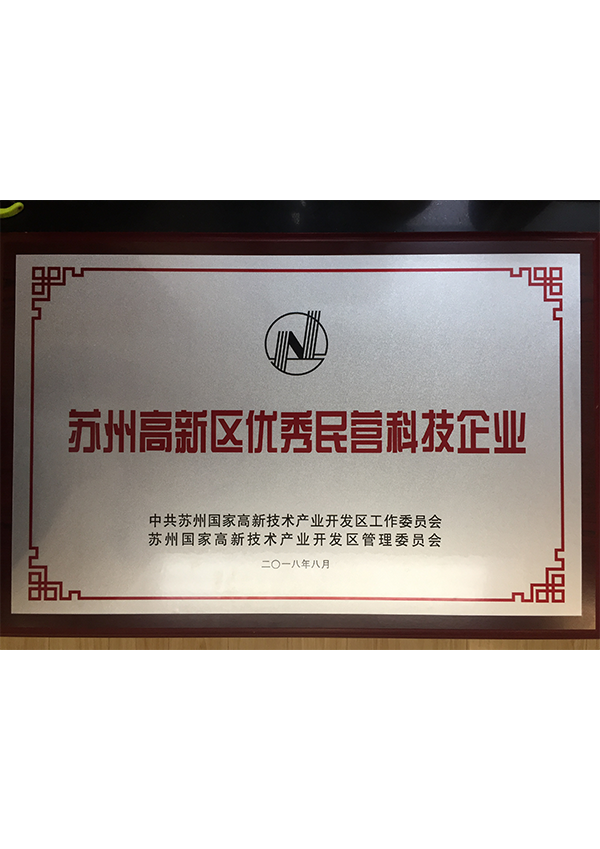 苏州高新区优秀民营科技企业
中共苏州国家高新技术产业开发区工作委员会
苏州国家高新技术产业开发区管理委员会
二〇一八年八月